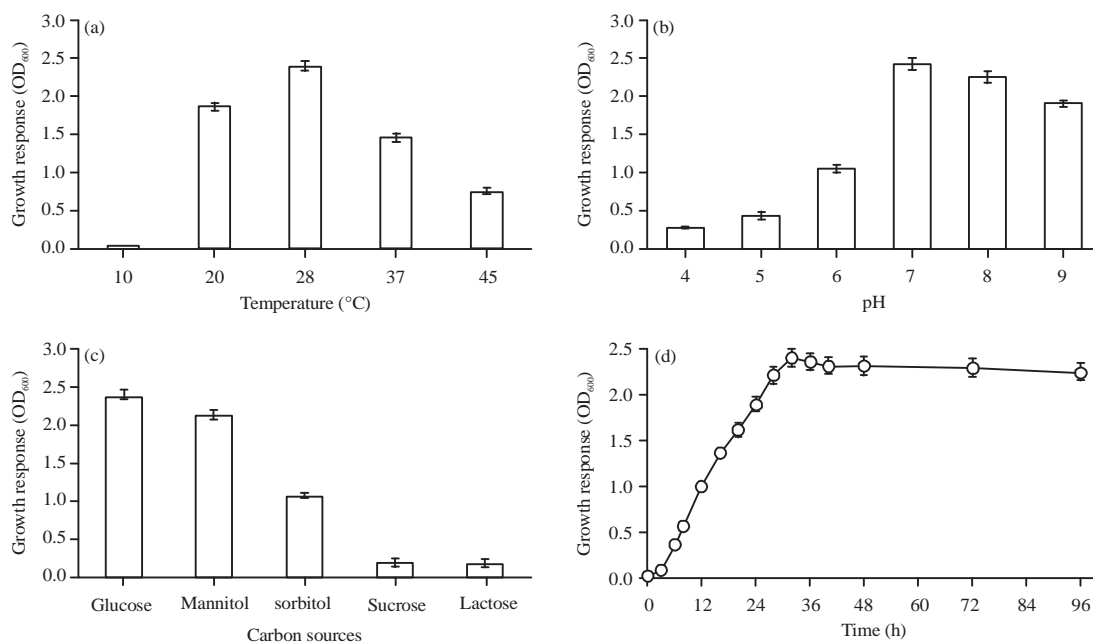 (a)
Growth response (OD₆₀₀)
3.0
2.5
2.0
1.5
1.0
0.5
0.0
10 20 28 37 45
Temperature (°C)
(b)
Growth response (OD₆₀₀)
3.0
2.5
2.0
1.5
1.0
0.5
0.0
4 5 6 7 8 9
pH
(c)
Growth response (OD₆₀₀)
3.0
2.5
2.0
1.5
1.0
0.5
0.0
Glucose Mannitol sorbitol Sucrose Lactose
Carbon sources
(d)
Growth response (OD₆₀₀)
2.5
2.0
1.5
1.0
0.5
0.0
0 12 24 36 48 60 72 84 96
Time (h)